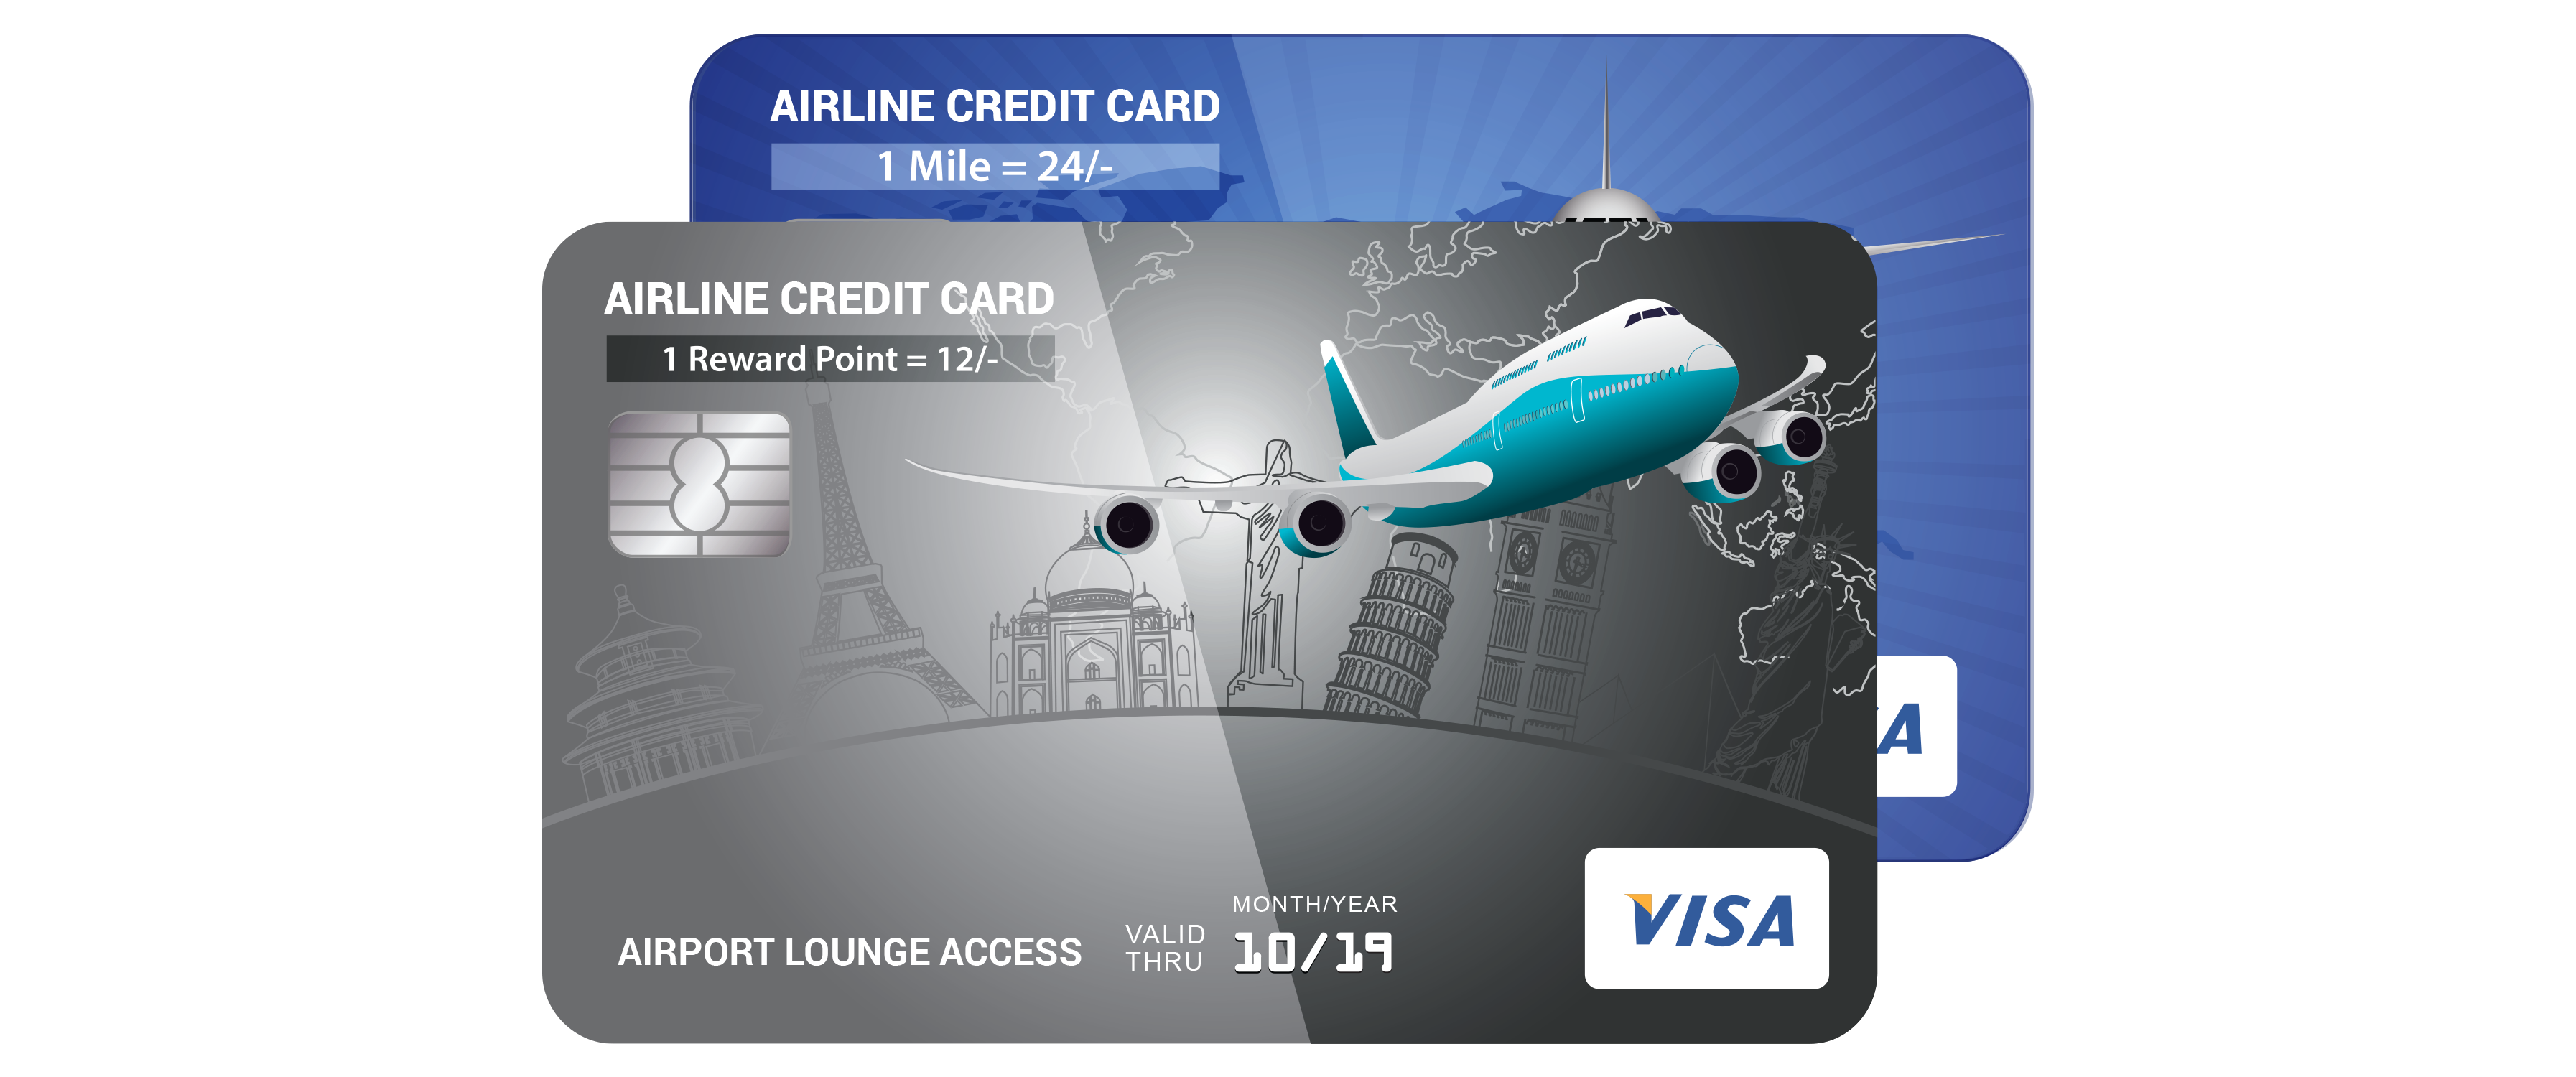 AIRLINE CREDIT CARD
1 Mile = 24/-
AIRLINE CREDIT CARD
1 Reward Point = 12/-
AIRPORT LOUNGE ACCESS
VALID
THRU
MONTH/YEAR
10/19
VISA
A